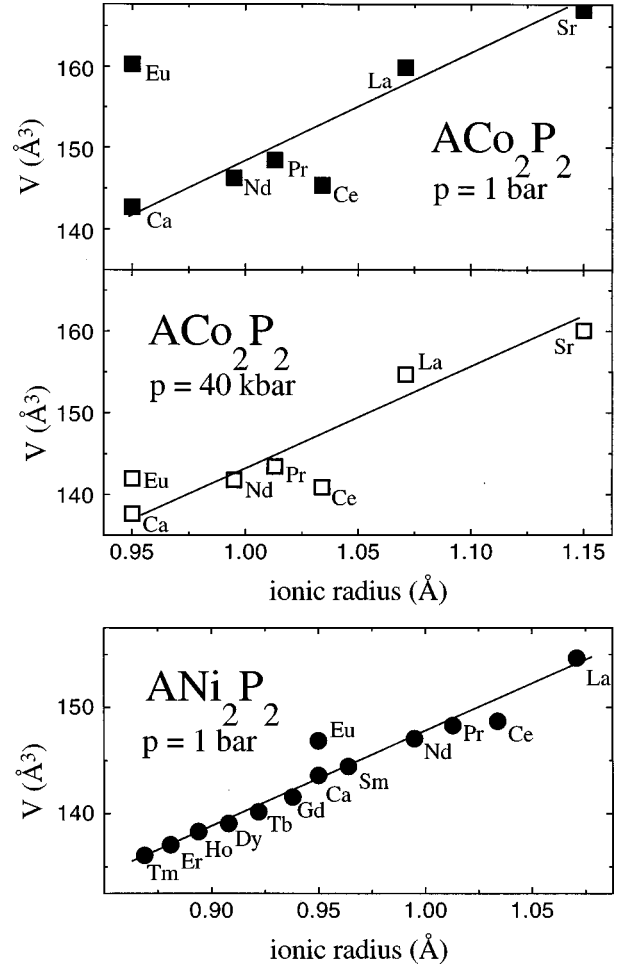 160
150
140
V (Å³)
Eu
Ca
Nd
Pr
Ce
La
Sr
ACo₂P₂
p = 1 bar
160
150
140
V (Å³)
ACo₂P₂
p = 40 kbar
Eu
Ca
Nd
Pr
Ce
La
Sr
0.95
1.00
1.05
1.10
1.15
ionic radius (Å)
150
140
V (Å³)
ANi₂P₂
p = 1 bar
Tm
Er
Ho
Dy
Tb
Gd
Ca
Eu
Sm
Nd
Pr
Ce
La
0.90
0.95
1.00
1.05
ionic radius (Å)